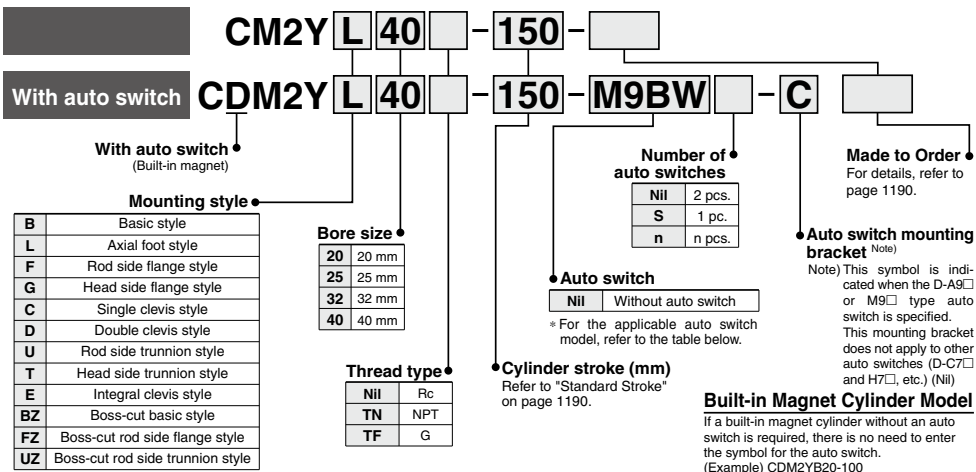 CM2Y L 40 - 150 -
With auto switch CDM2Y L 40 - 150 - M9BW - C
With auto switch
(Built-in magnet)
Mounting style
B Basic style
L Axial foot style
F Rod side flange style
G Head side flange style
C Single clevis style
D Double clevis style
U Rod side trunnion style
T Head side trunnion style
E Integral clevis style
BZ Boss-cut basic style
FZ Boss-cut rod side flange style
UZ Boss-cut rod side trunnion style
Bore size
20 20 mm
25 25 mm
32 32 mm
40 40 mm
Thread type
Nil Rc
TN NPT
TF G
Cylinder stroke (mm)
Refer to "Standard Stroke"
on page 1190.
Auto switch
Nil Without auto switch
* For the applicable auto switch
model, refer to the table below.
Number of
auto switches
Nil 2 pcs.
S 1 pc.
n n pcs.
Made to Order
For details, refer to
page 1190.
Auto switch mounting
bracket Note)
Note) This symbol is indi-
cated when the D-A9□
or M9□ type auto
switch is specified.
This mounting bracket
does not apply to other
auto switches (D-C7□
and H7□, etc.) (Nil)
Built-in Magnet Cylinder Model
If a built-in magnet cylinder without an auto
switch is required, there is no need to enter
the symbol for the auto switch.
(Example) CDM2YB20-100